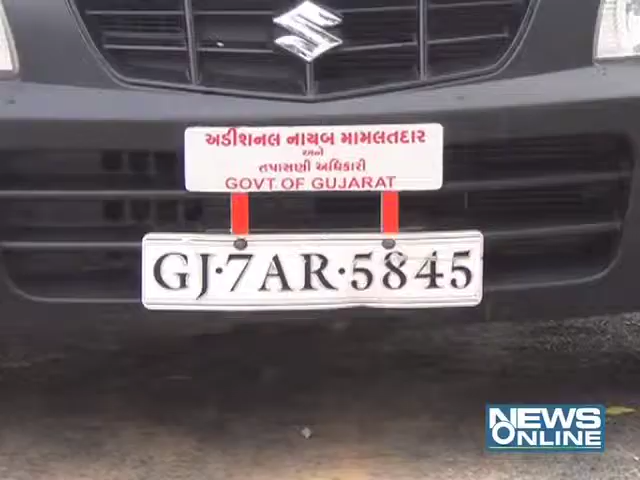 અડીશનલ નાયબ મામલતદાર
અને
તપાસણી અધિકારી
GOVT. OF GUJARAT
GJ·7AR·5845
NEWS
ONLINE